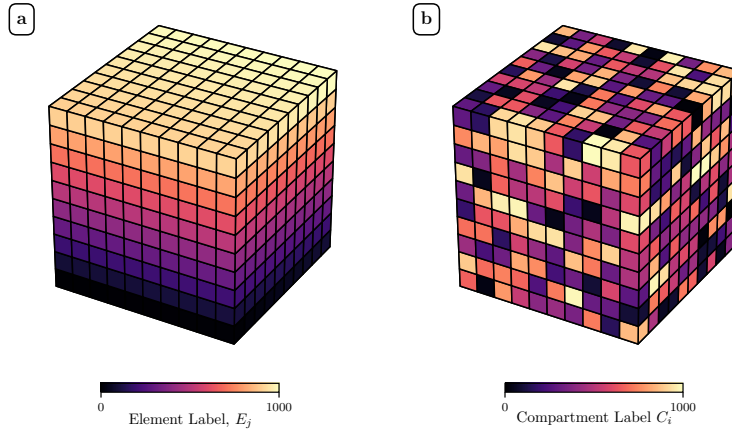 a
b
0
1000
Element Label, E_j
0
1000
Compartment Label C_i